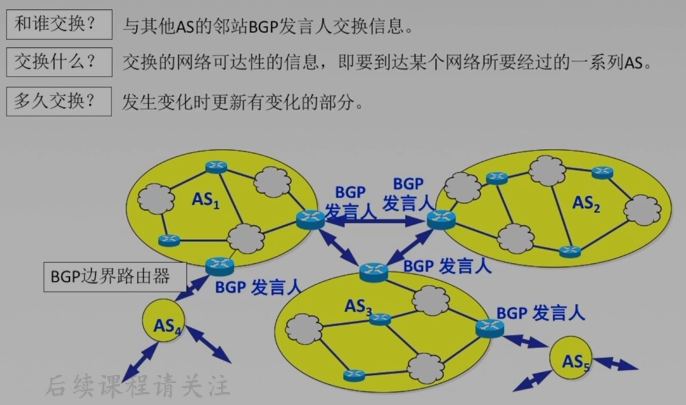 和谁交换?
与其他AS的邻站BGP发言人交换信息。
交换什么?
交换的网络可达性的信息，即要到达某个网络所要经过的一系列AS。
多久交换?
发生变化时更新有变化的部分。
BGP
发言人
BGP
发言人
AS1
AS2
BGP边界路由器
BGP 发言人
BGP 发言人
AS3
BGP 发言人
AS4
AS5
后续课程请关注